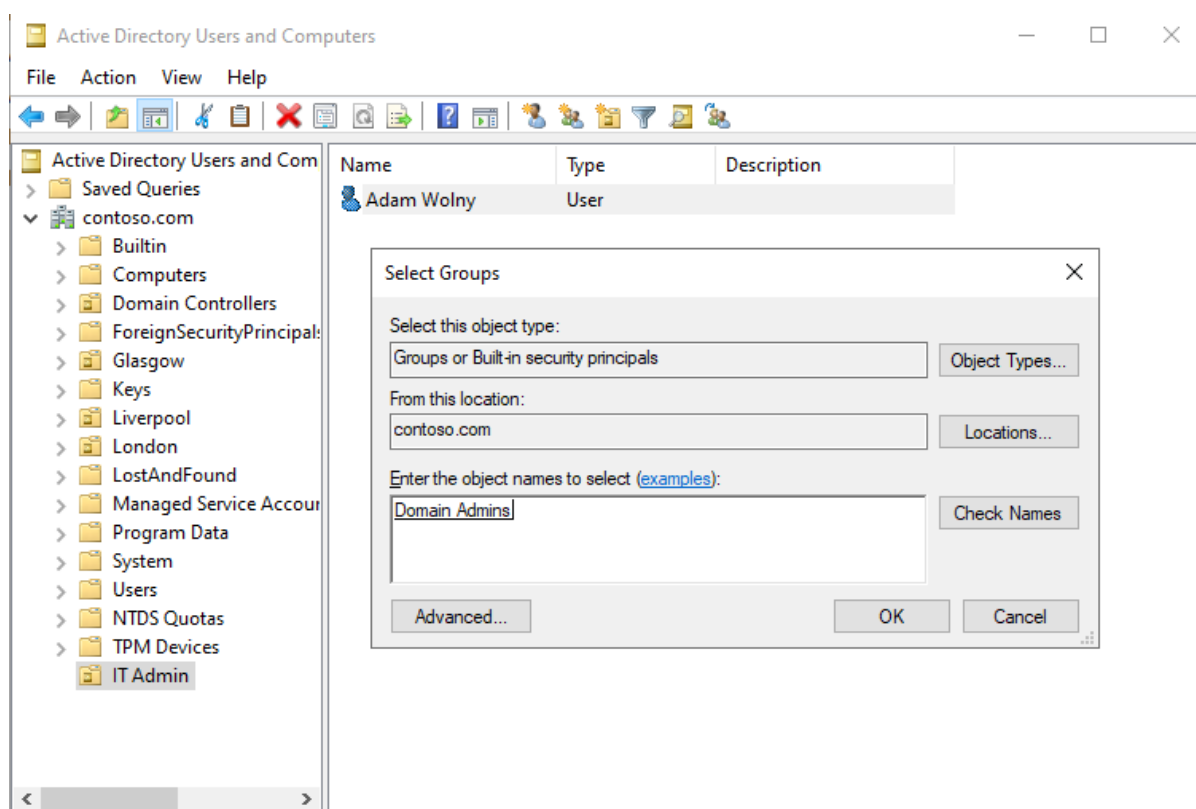 Active Directory Users and Computers
File Action View Help
Active Directory Users and Com
Name Type Description
Saved Queries
Adam Wolny User
contoso.com
Builtin
Computers
Domain Controllers
ForeignSecurityPrincipals
Glasgow
Keys
Liverpool
London
LostAndFound
Managed Service Accour
Program Data
System
Users
NTDS Quotas
TPM Devices
IT Admin
Select Groups
Select this object type:
Groups or Built-in security principals
Object Types...
From this location:
contoso.com
Locations...
Enter the object names to select (examples):
Domain Admins
Check Names
Advanced...
OK
Cancel